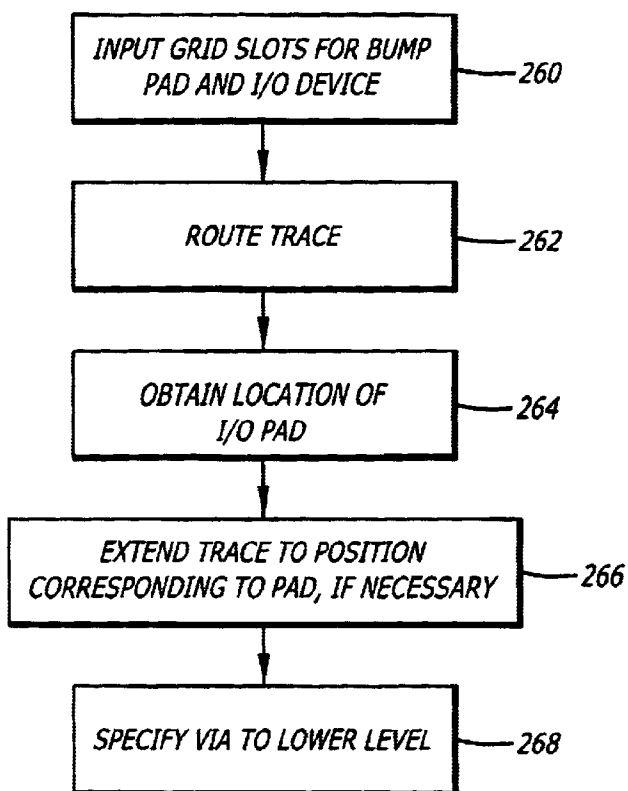 INPUT GRID SLOTS FOR BUMP
PAD AND I/O DEVICE
260
ROUTE TRACE
262
OBTAIN LOCATION OF
I/O PAD
264
EXTEND TRACE TO POSITION
CORRESPONDING TO PAD, IF NECESSARY
266
SPECIFY VIA TO LOWER LEVEL
268